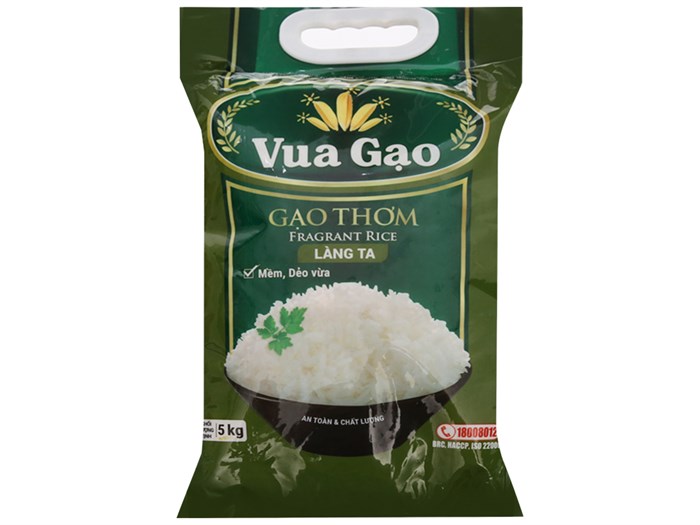 Vua Gạo
GẠO THƠM
FRAGRANT RICE
LÀNG TA
Mềm, Dẻo vừa
AN TOÀN & CHẤT LƯỢNG
5 kg
18008012
BRC, HACCP, ISO 2200